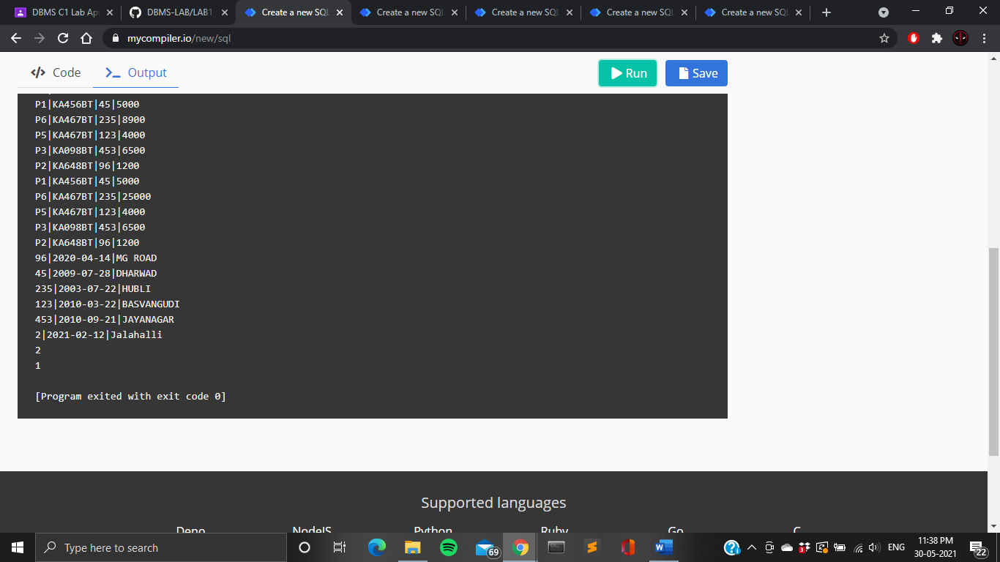 DBMS C1 Lab Ap
DBMS-LAB/LAB1_
Create a new SQL
Create a new SQL
Create a new SQL
Create a new SQL
Create a new SQL
mycompiler.io/new/sql
</> Code
>_ Output
Run
Save
P1|KA456BT|45|5000
P6|KA467BT|235|8900
P5|KA467BT|123|4000
P3|KA098BT|453|6500
P2|KA648BT|96|1200
P1|KA456BT|45|5000
P6|KA467BT|235|25000
P5|KA467BT|123|4000
P3|KA098BT|453|6500
P2|KA648BT|96|1200
96|2020-04-14|MG ROAD
45|2009-07-28|DHARWAD
235|2003-07-22|HUBLI
123|2010-03-22|BASVANGUDI
453|2010-09-21|JAYANAGAR
2|2021-02-12|Jalahalli
2
1
[Program exited with exit code 0]
Supported languages
Deno NodeJS Python Ruby Go C
Type here to search
69
3
ENG
11:38 PM
30-05-2021
22